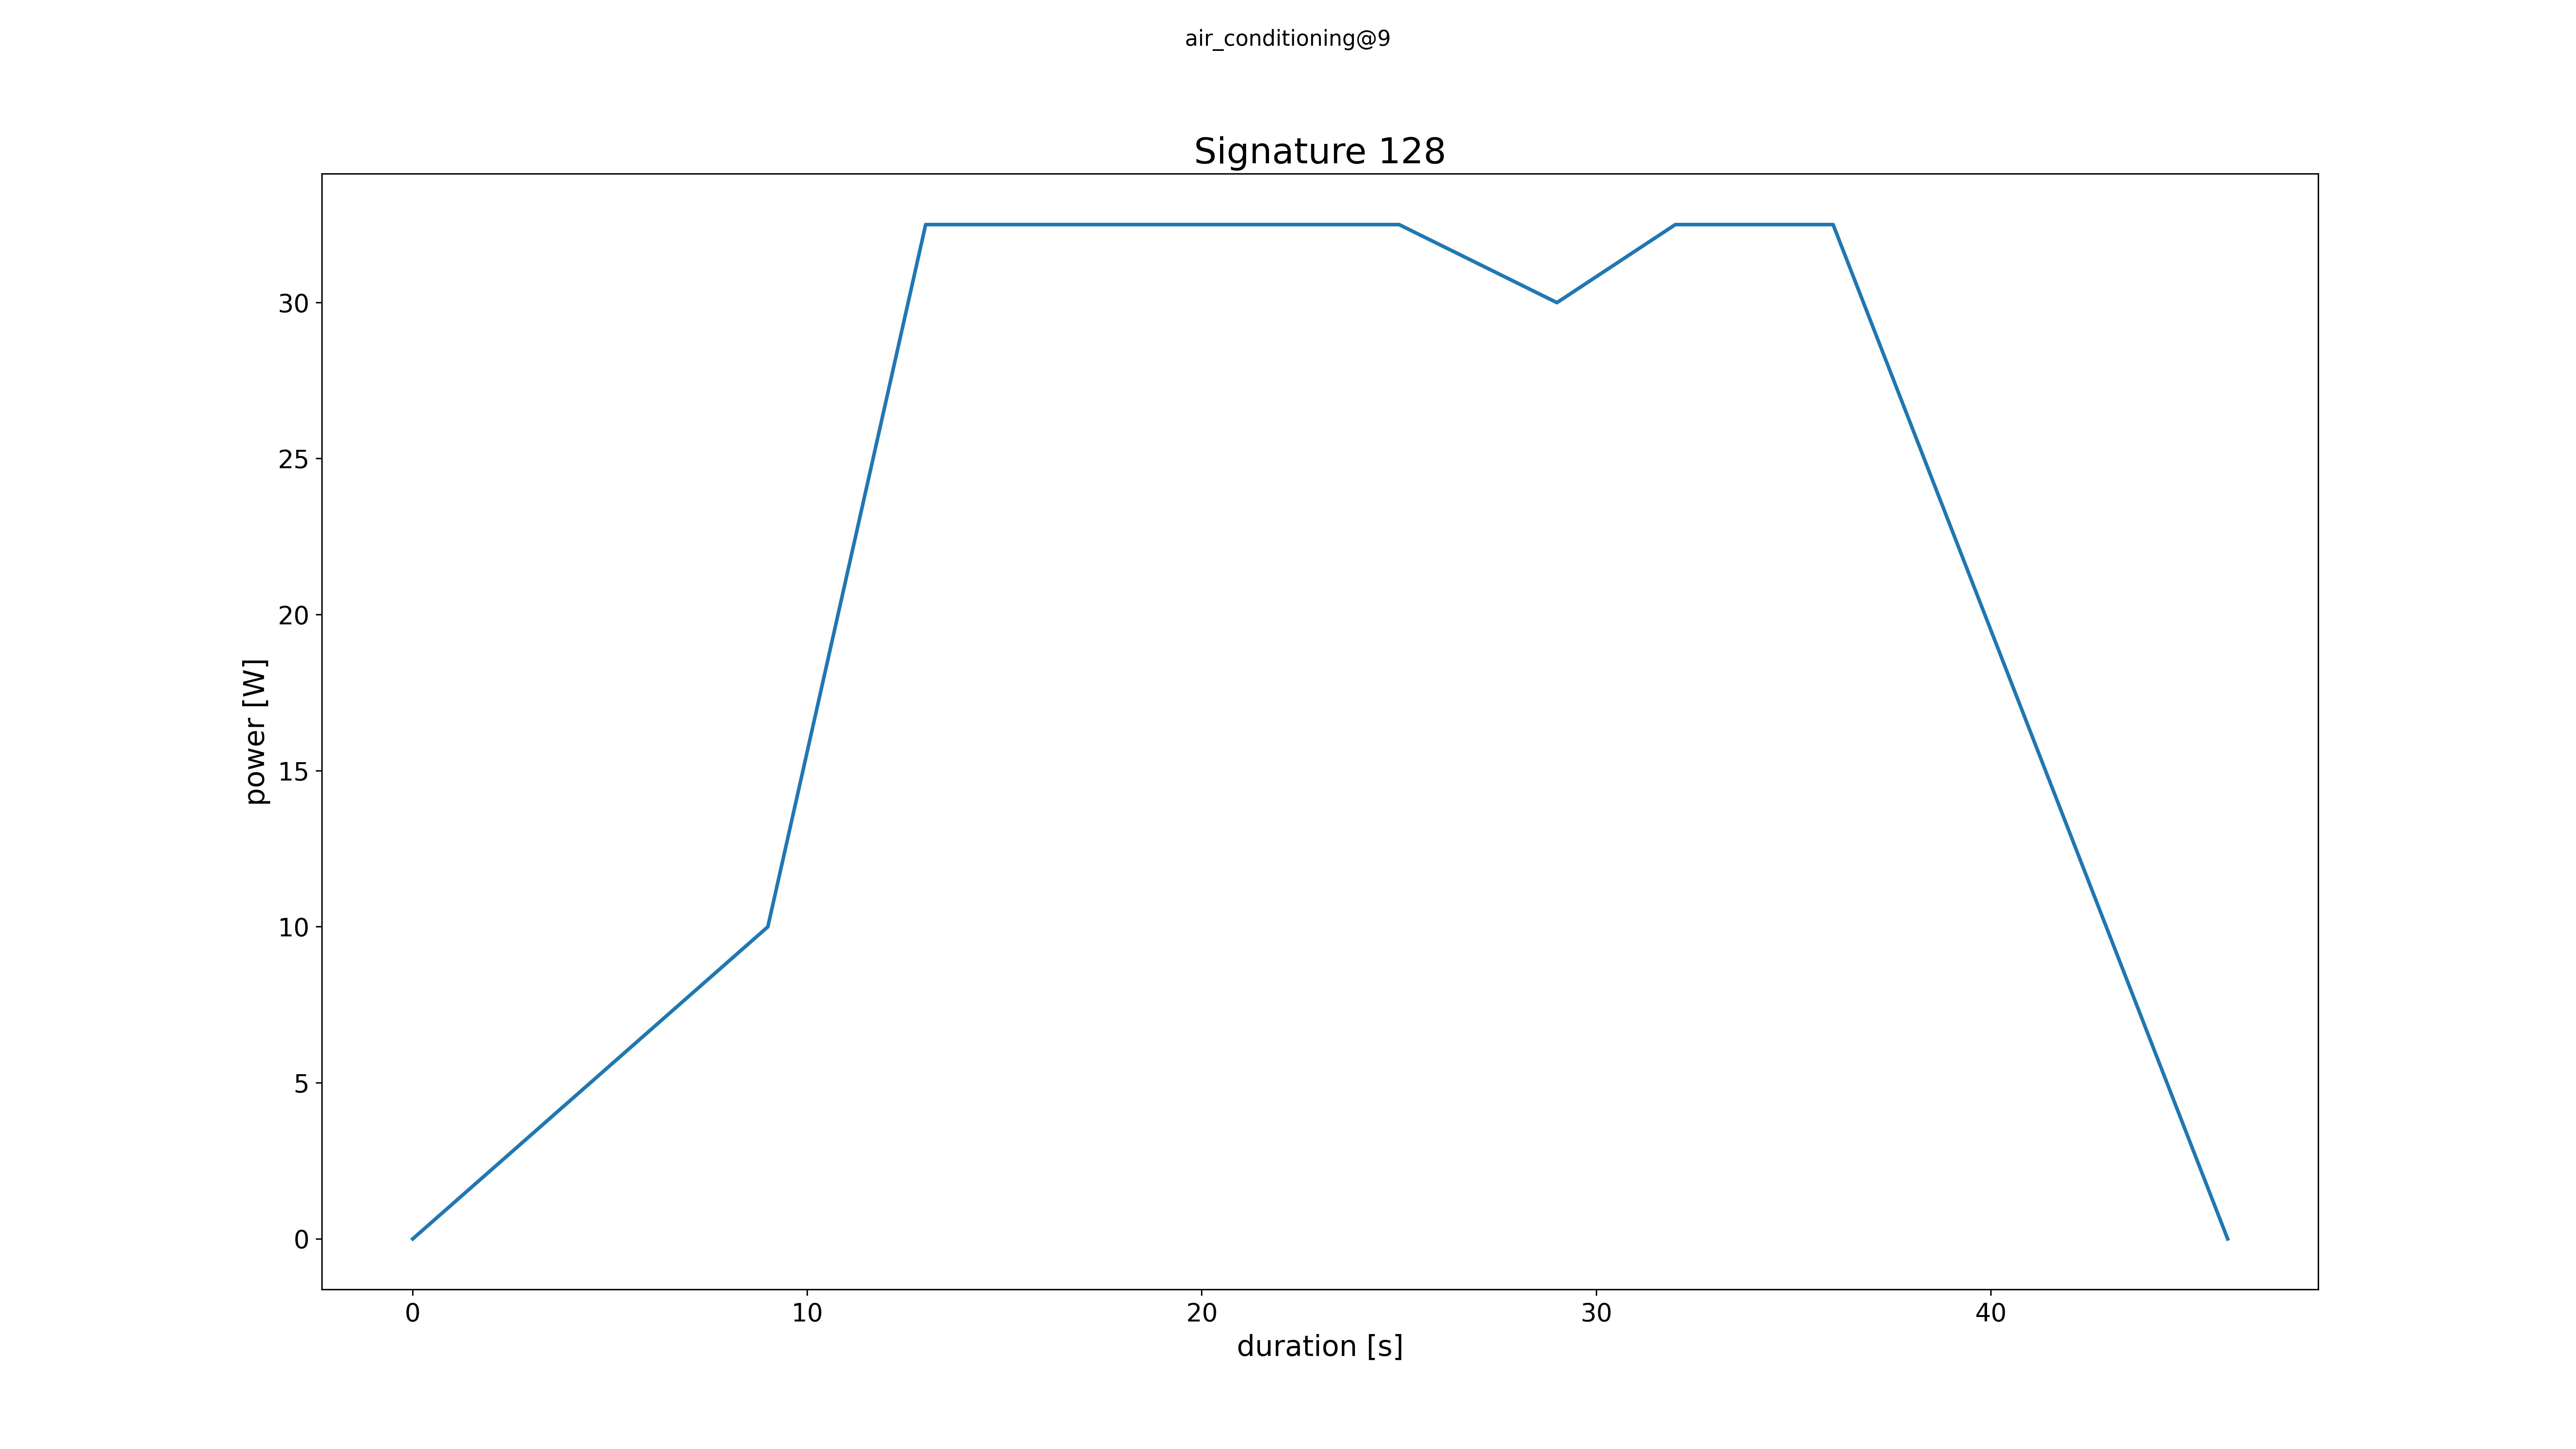 air_conditioning@9
Signature 128
power [W]
30
25
20
15
10
5
0
0 10 20 30 40
duration [s]